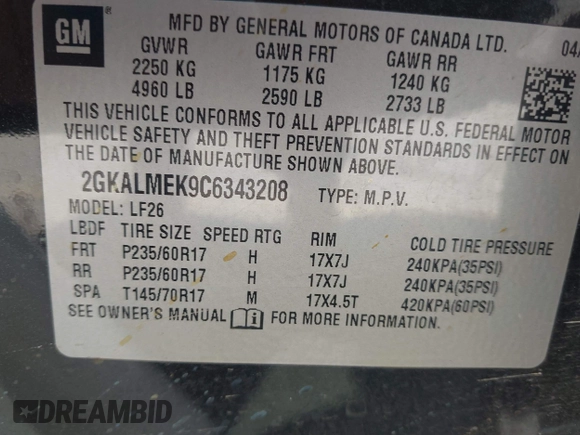 GM ®
MFD BY GENERAL MOTORS OF CANADA LTD. 04/
GVWR GAWR FRT GAWR RR
2250 KG 1175 KG 1240 KG
4960 LB 2590 LB 2733 LB
THIS VEHICLE CONFORMS TO ALL APPLICABLE U.S. FEDERAL MOTOR
VEHICLE SAFETY AND THEFT PREVENTION STANDARDS IN EFFECT ON
THE DATE OF MANUFACTURE SHOWN ABOVE.
2GKALMEK9C6343208 TYPE: M.P.V.
MODEL: LF26
LBDF TIRE SIZE SPEED RTG RIM COLD TIRE PRESSURE
FRT P235/60R17 H 17X7J 240KPA(35PSI)
RR P235/60R17 H 17X7J 240KPA(35PSI)
SPA T145/70R17 M 17X4.5T 420KPA(60PSI)
SEE OWNER'S MANUAL FOR MORE INFORMATION.
DREAMBID